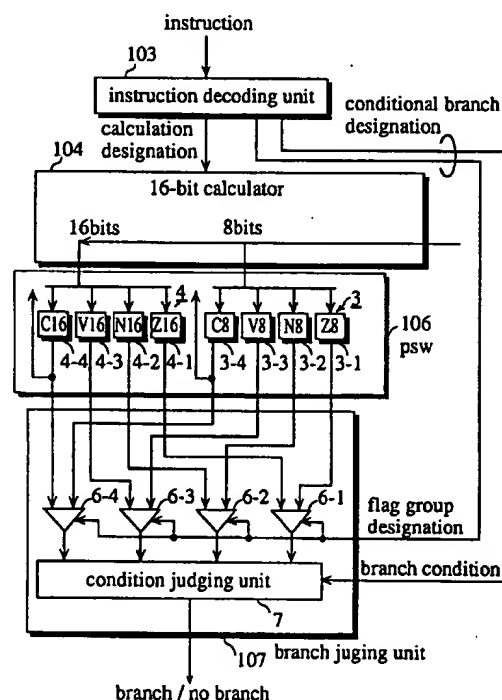 instruction
103
instruction decoding unit
conditional branch
designation
calculation
designation
104
16-bit calculator
16bits
8bits
4
3
C16 V16 N16 Z16 C8 V8 N8 Z8
4-4 4-3 4-2 4-1 3-4 3-3 3-2 3-1
106
psw
6-4 6-3 6-2 6-1
flag group
designation
condition judging unit
branch condition
7
107
branch juging unit
branch / no branch